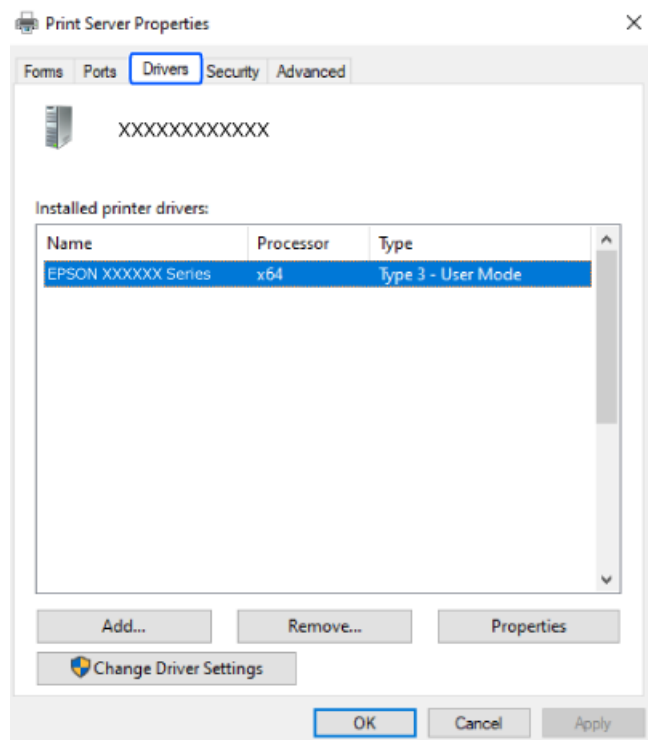 Print Server Properties
Forms Ports Drivers Security Advanced
XXXXXXXXXXXX
Installed printer drivers:
Name Processor Type
EPSON XXXXXX Series x64 Type 3 - User Mode
Add... Remove... Properties
Change Driver Settings
OK Cancel Apply